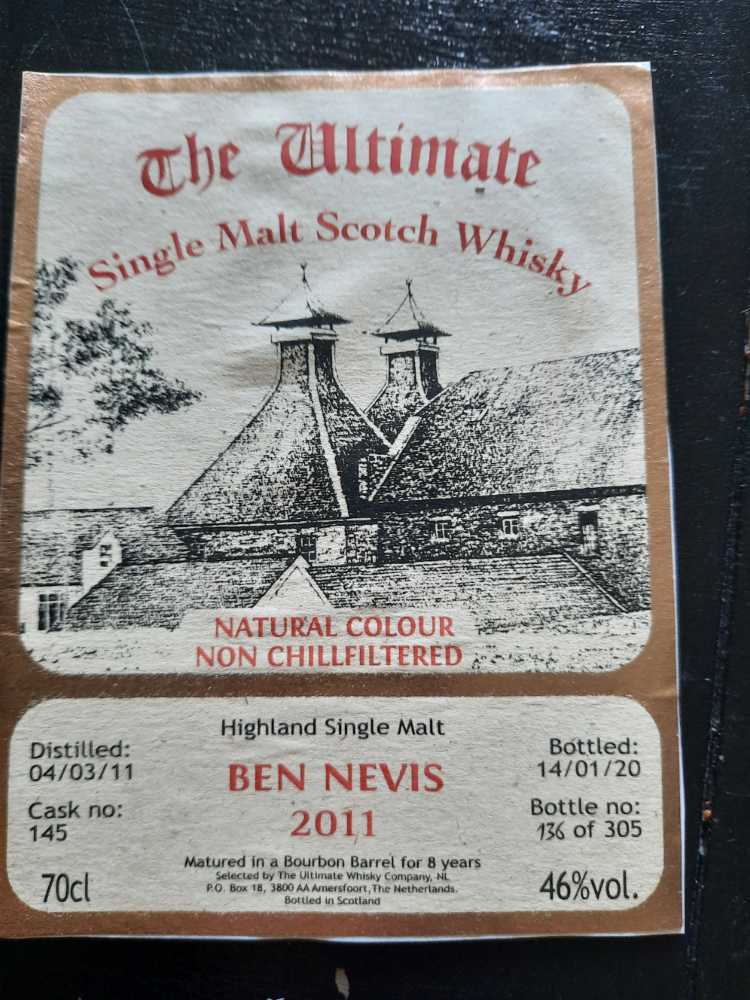 The Ultimate
Single Malt Scotch Whisky
NATURAL COLOUR
NON CHILLFILTERED
Highland Single Malt
Distilled:
04/03/11
BEN NEVIS
Bottled:
14/01/20
Cask no:
145
2011
Bottle no:
136 of 305
Matured in a Bourbon Barrel for 8 years
Selected by The Ultimate Whisky Company, NL
P.O. Box 18, 3800 AA Amersfoort, The Netherlands.
Bottled in Scotland
70cl
46%vol.